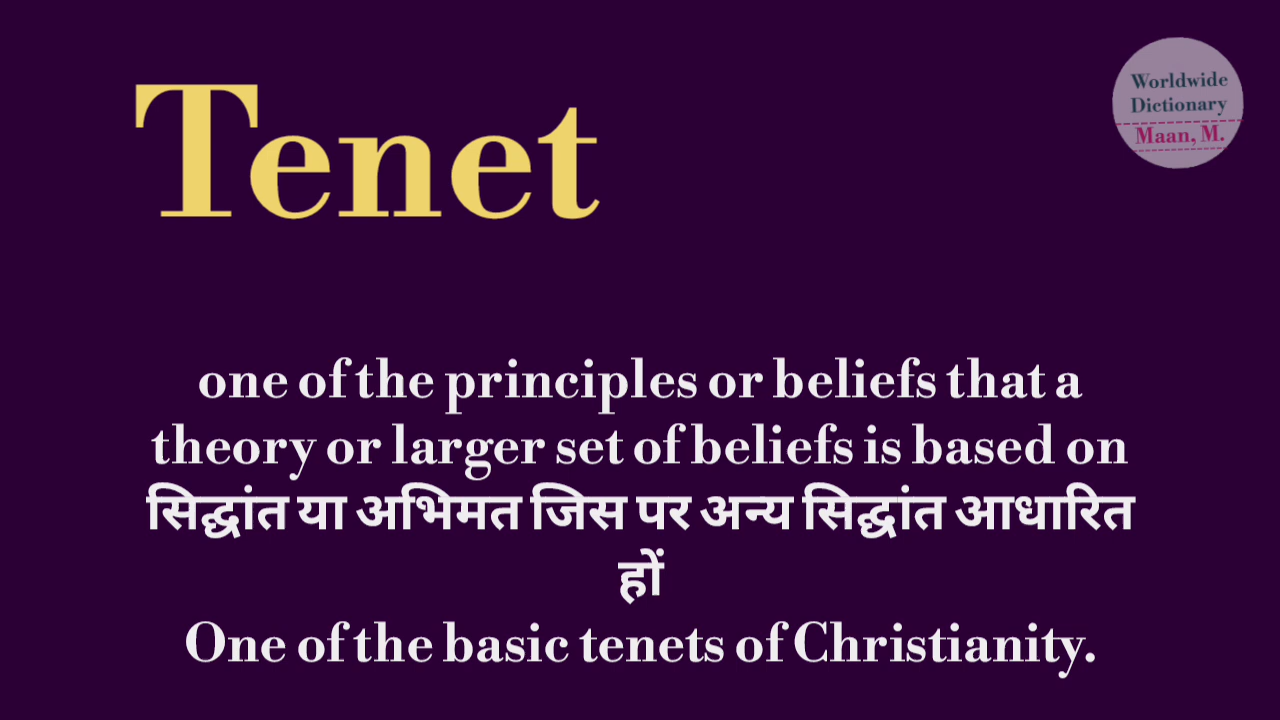 Tenet
Worldwide
Dictionary
Maan, M.
one of the principles or beliefs that a
theory or larger set of beliefs is based on
सिद्धांत या अभिमत जिस पर अन्य सिद्धांत आधारित
हों
One of the basic tenets of Christianity.